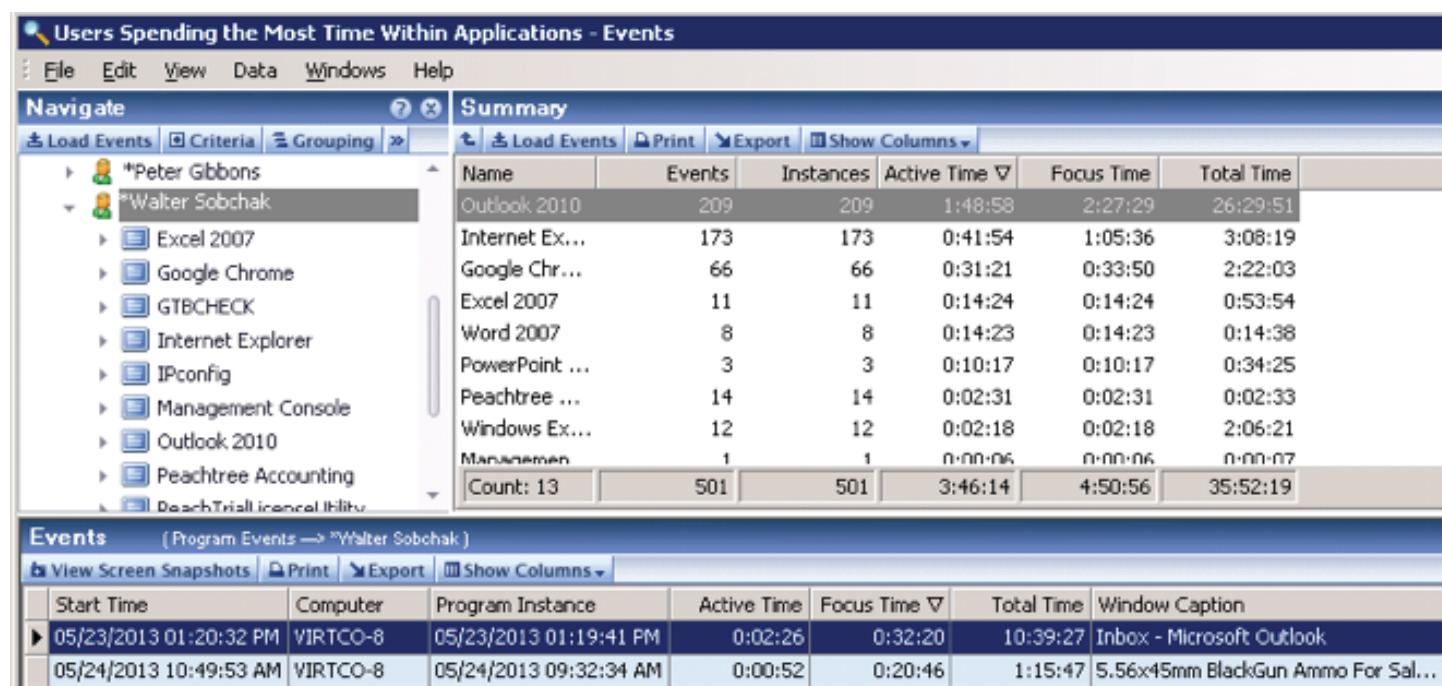 Users Spending the Most Time Within Applications - Events
File Edit View Data Windows Help
Navigate
Load Events Criteria Grouping »
*Peter Gibbons
*Walter Sobchak
Excel 2007
Google Chrome
GTBCHECK
Internet Explorer
IPconfig
Management Console
Outlook 2010
Peachtree Accounting
PeachTrialLicenceUtility
Summary
Load Events Print Export Show Columns
Name Events Instances Active Time Focus Time Total Time
Outlook 2010 209 209 1:48:58 2:27:29 26:29:51
Internet Ex... 173 173 0:41:54 1:05:36 3:08:19
Google Chr... 66 66 0:31:21 0:33:50 2:22:03
Excel 2007 11 11 0:14:24 0:14:24 0:53:54
Word 2007 8 8 0:14:23 0:14:23 0:14:38
PowerPoint ... 3 3 0:10:17 0:10:17 0:34:25
Peachtree ... 14 14 0:02:31 0:02:31 0:02:33
Windows Ex... 12 12 0:02:18 0:02:18 2:06:21
Managemen 1 1 0:00:06 0:00:06 0:00:07
Count: 13 501 501 3:46:14 4:50:56 35:52:19
Events (Program Events —> *Walter Sobchak)
View Screen Snapshots Print Export Show Columns
Start Time Computer Program Instance Active Time Focus Time Total Time Window Caption
05/23/2013 01:20:32 PM VIRTCO-8 05/23/2013 01:19:41 PM 0:02:26 0:32:20 10:39:27 Inbox - Microsoft Outlook
05/24/2013 10:49:53 AM VIRTCO-8 05/24/2013 09:32:34 AM 0:00:52 0:20:46 1:15:47 5.56x45mm BlackGun Ammo For Sal...